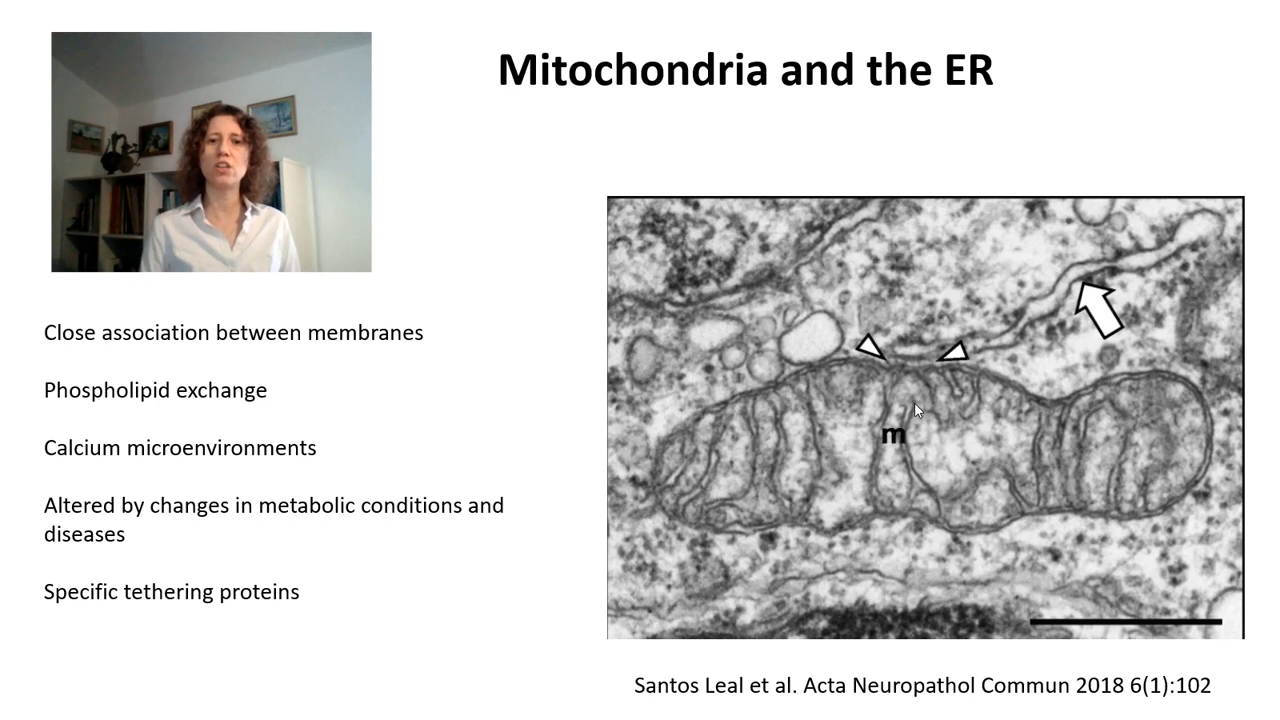 Mitochondria and the ER
Close association between membranes
Phospholipid exchange
Calcium microenvironments
Altered by changes in metabolic conditions and
diseases
Specific tethering proteins
m
Santos Leal et al. Acta Neuropathol Commun 2018 6(1):102